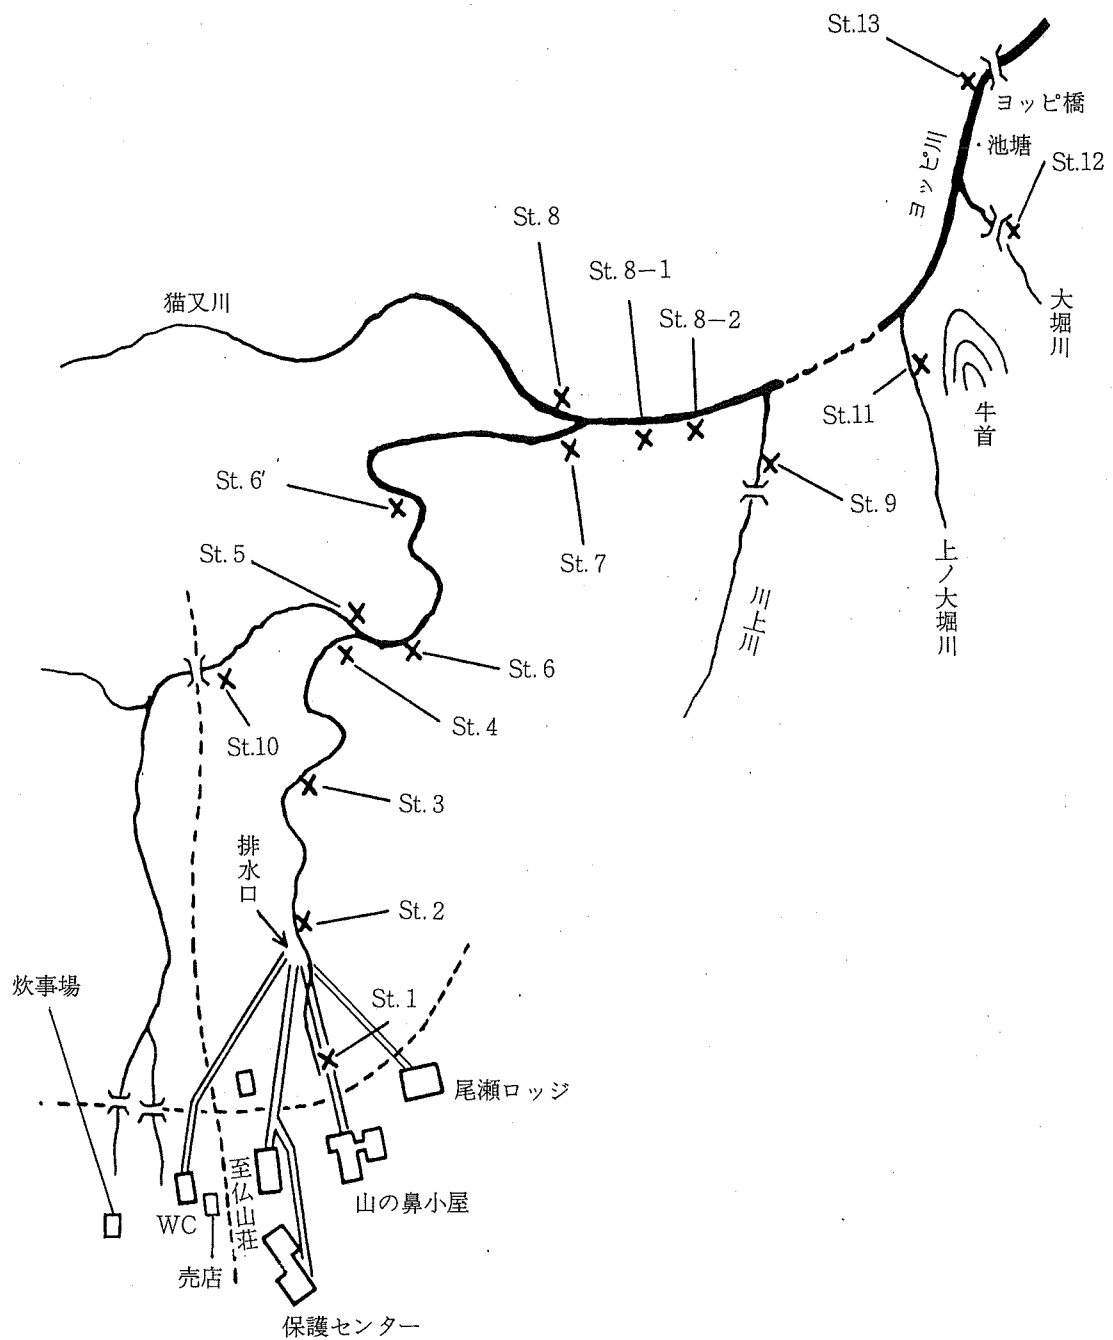 St.13
ヨッピ橋
ヨッピ川
池塘
St.12
St. 8
St. 8−1
St. 8−2
猫又川
大堀川
牛首
St.11
St. 6′
St. 9
St. 7
St. 5
上ノ大堀川
川上川
St. 6
St. 4
St.10
St. 3
排水口
St. 2
炊事場
St. 1
尾瀬ロッジ
至仏山荘
山の鼻小屋
WC
売店
保護センター